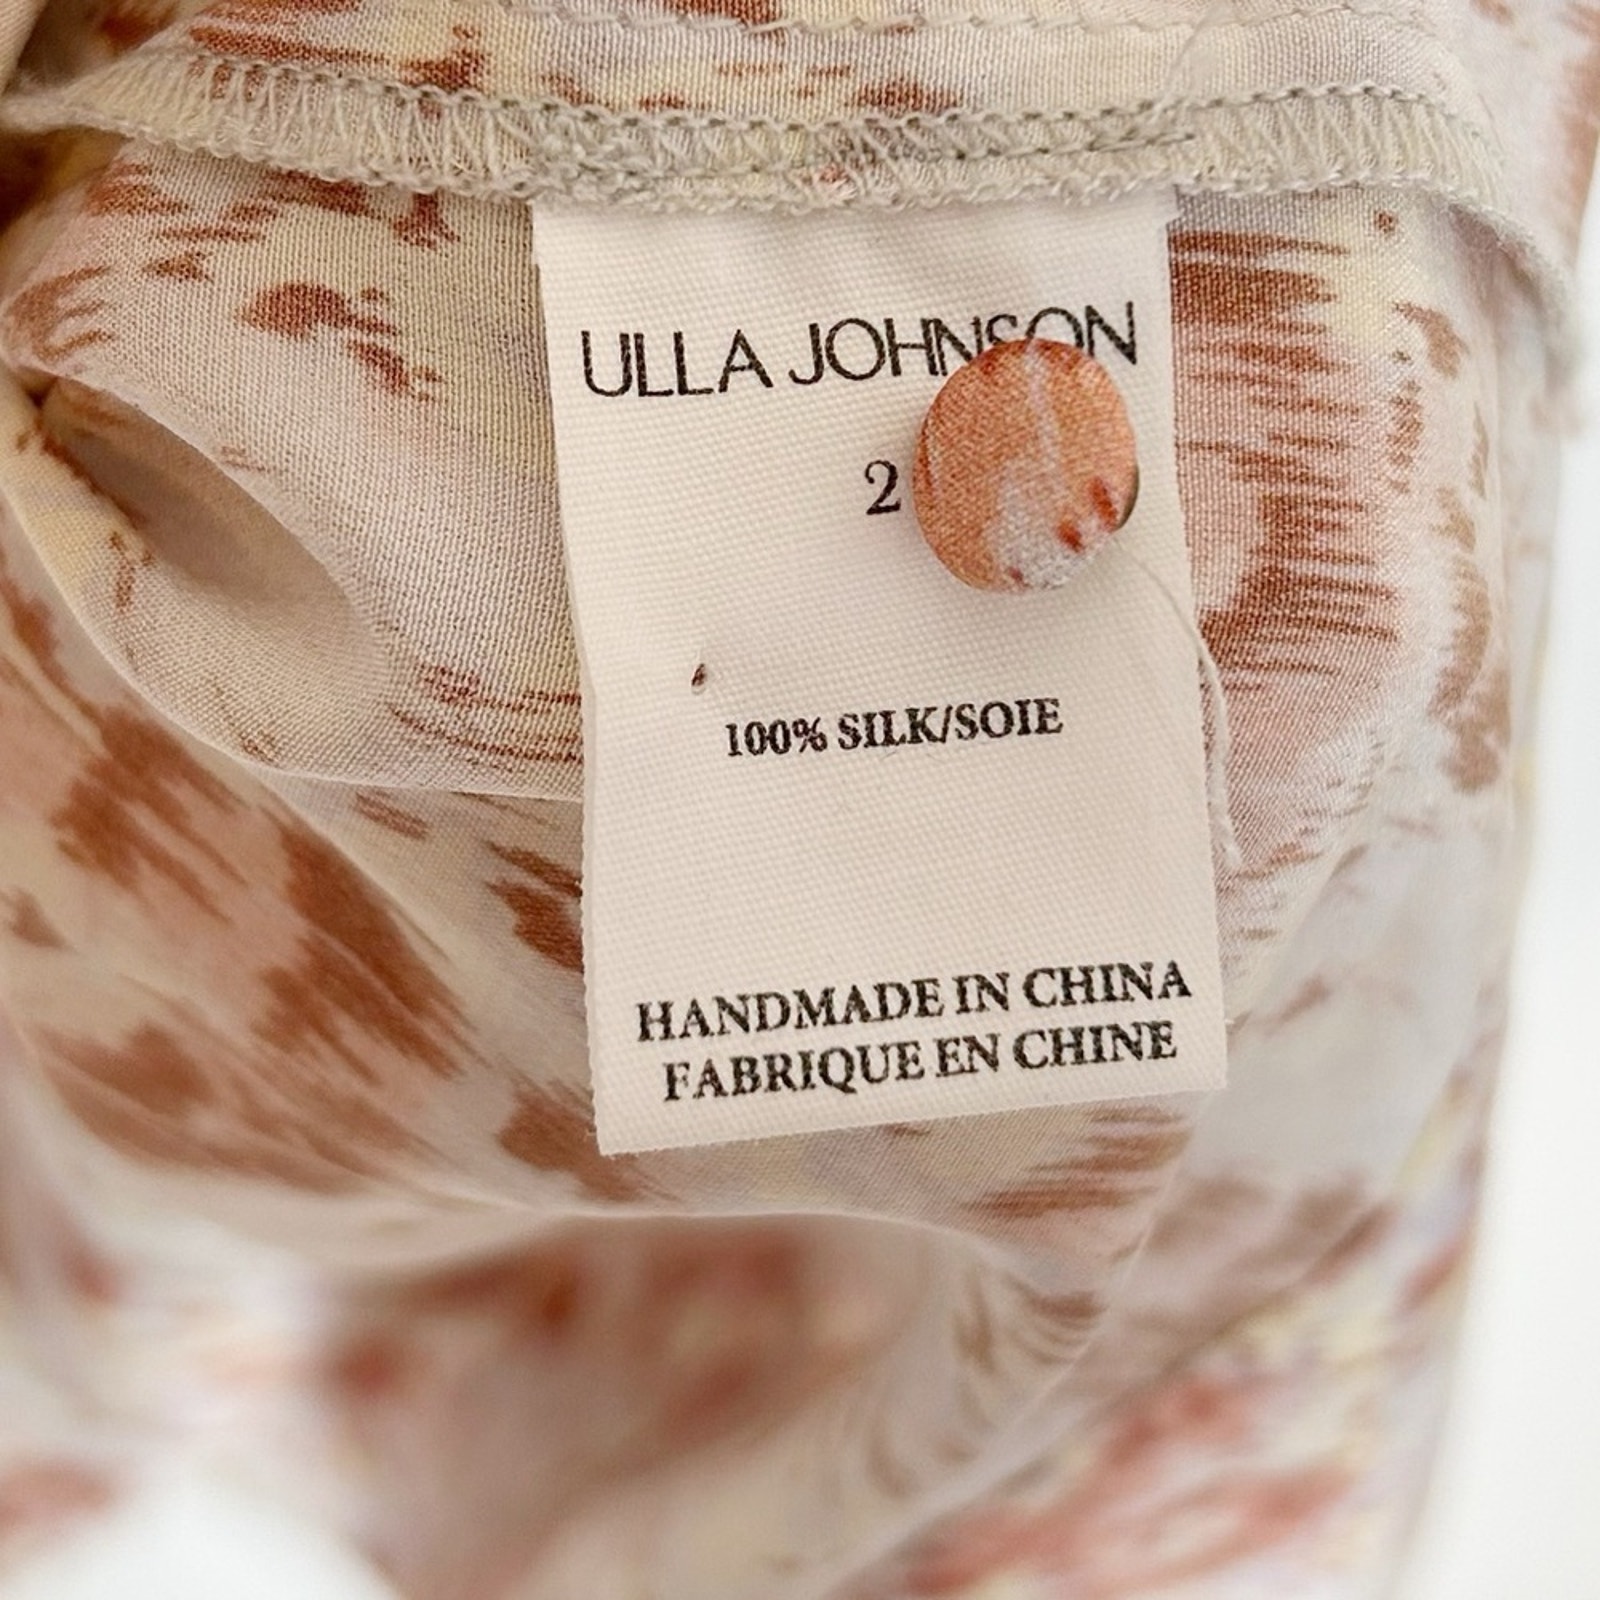 ULLA JOHNSON
2
100% SILK/SOIE
HANDMADE IN CHINA
FABRIQUE EN CHINE